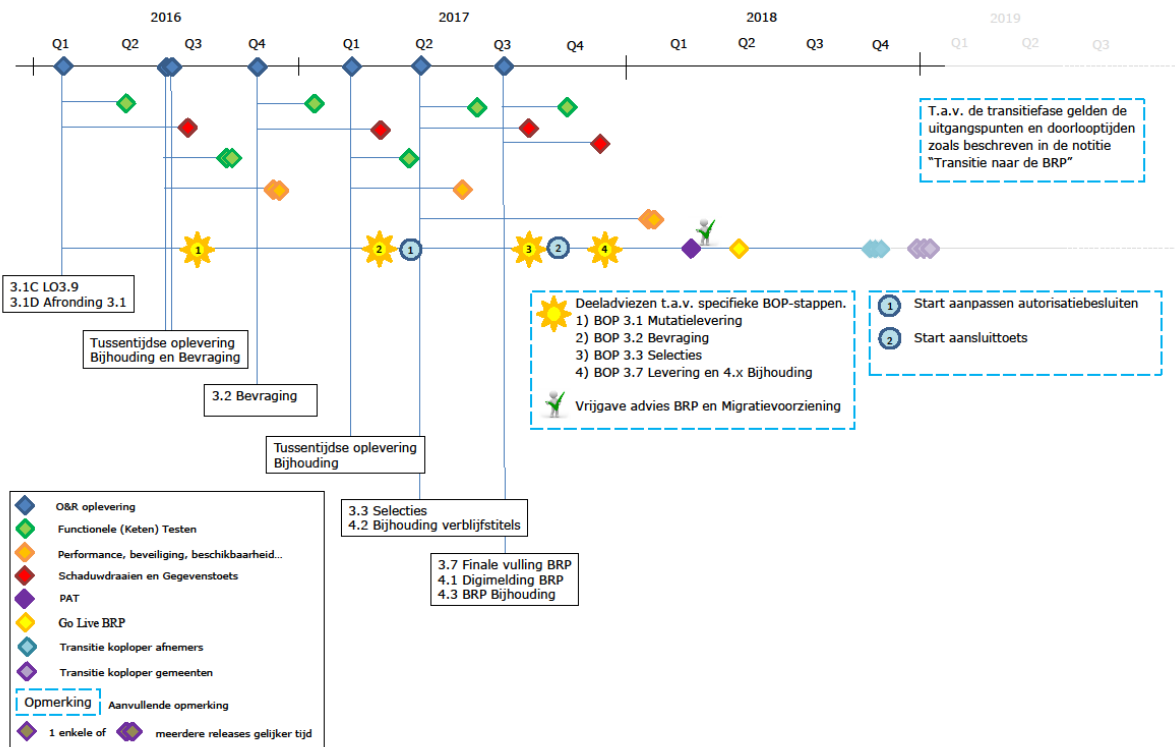 2016
2017
2018
2019
Q1 Q2 Q3 Q4 Q1 Q2 Q3 Q4 Q1 Q2 Q3 Q4 Q1 Q2 Q3
T.a.v. de transitiefase gelden de
uitgangspunten en doorlooptijden
zoals beschreven in de notitie
"Transitie naar de BRP"
1 2 1 3 2 4
3.1C LO3.9
3.1D Afronding 3.1
Tussentijdse oplevering
Bijhouding en Bevraging
3.2 Bevraging
Tussentijdse oplevering
Bijhouding
3.3 Selecties
4.2 Bijhouding verblijfstitels
3.7 Finale vulling BRP
4.1 Digimelding BRP
4.3 BRP Bijhouding
Deeladviezen t.a.v. specifieke BOP-stappen.
1) BOP 3.1 Mutatielevering
2) BOP 3.2 Bevraging
3) BOP 3.3 Selecties
4) BOP 3.7 Levering en 4.x Bijhouding
Vrijgave advies BRP en Migratievoorziening
1 Start aanpassen autorisatiebesluiten
2 Start aansluittoets
O&R oplevering
Functionele (Keten) Testen
Performance, beveiliging, beschikbaarheid...
Schaduwdraaien en Gegevenstoets
PAT
Go Live BRP
Transitie koploper afnemers
Transitie koploper gemeenten
Opmerking Aanvullende opmerking
1 enkele of meerdere releases gelijker tijd